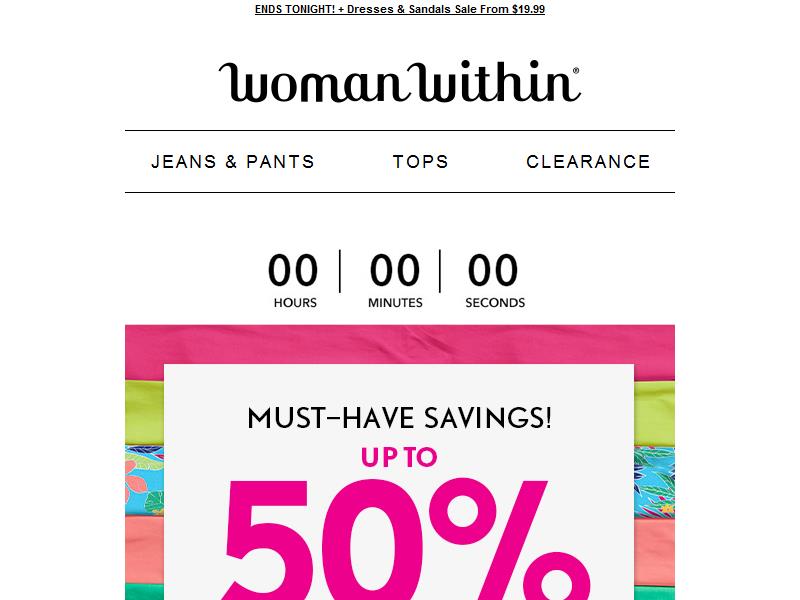 ENDS TONIGHT! + Dresses & Sandals Sale From $19.99
woman within®
JEANS & PANTS TOPS CLEARANCE
00 | 00 | 00
HOURS MINUTES SECONDS
MUST-HAVE SAVINGS!
UP TO
50%